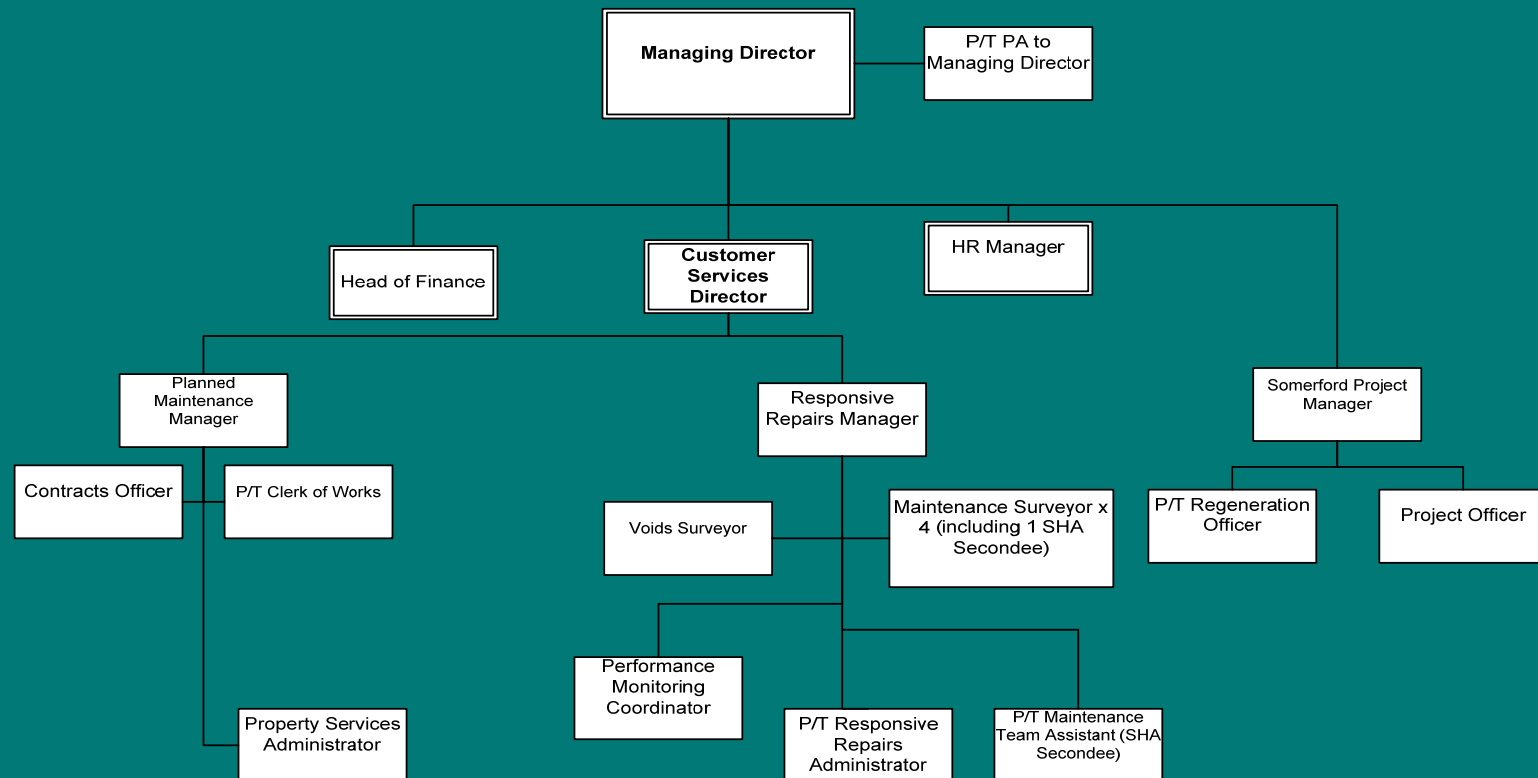 Managing Director
P/T PA to
Managing Director
Head of Finance
Customer
Services
Director
HR Manager
Planned
Maintenance
Manager
Responsive
Repairs Manager
Somerford Project
Manager
Contracts Officer
P/T Clerk of Works
Voids Surveyor
Maintenance Surveyor x
4 (including 1 SHA
Secondee)
P/T Regeneration
Officer
Project Officer
Performance
Monitoring
Coordinator
Property Services
Administrator
P/T Responsive
Repairs
Administrator
P/T Maintenance
Team Assistant (SHA
Secondee)